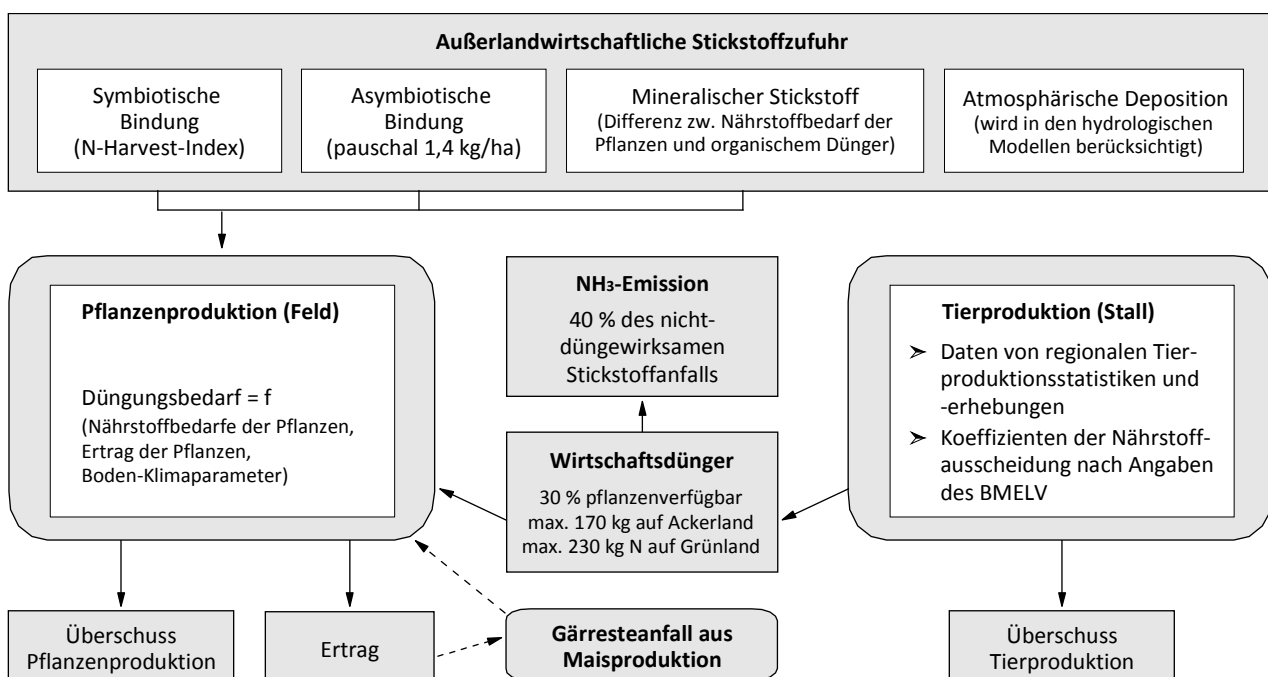 Außerlandwirtschaftliche Stickstoffzufuhr
Symbiotische
Bindung
(N-Harvest-Index)
Asymbiotische
Bindung
(pauschal 1,4 kg/ha)
Mineralischer Stickstoff
(Differenz zw. Nährstoffbedarf der
Pflanzen und organischem Dünger)
Atmosphärische Deposition
(wird in den hydrologischen
Modellen berücksichtigt)
Pflanzenproduktion (Feld)
Düngungsbedarf = f
(Nährstoffbedarfe der Pflanzen,
Ertrag der Pflanzen,
Boden-Klimaparameter)
NH₃-Emission
40 % des nicht-
düngewirksamen
Stickstoffanfalls
Wirtschaftsdünger
30 % pflanzenverfügbar
max. 170 kg auf Ackerland
max. 230 kg N auf Grünland
Tierproduktion (Stall)
➢ Daten von regionalen Tier-
produktionsstatistiken und
-erhebungen
➢ Koeffizienten der Nährstoff-
ausscheidung nach Angaben
des BMELV
Überschuss
Pflanzenproduktion
Ertrag
Gärresteanfall aus
Maisproduktion
Überschuss
Tierproduktion